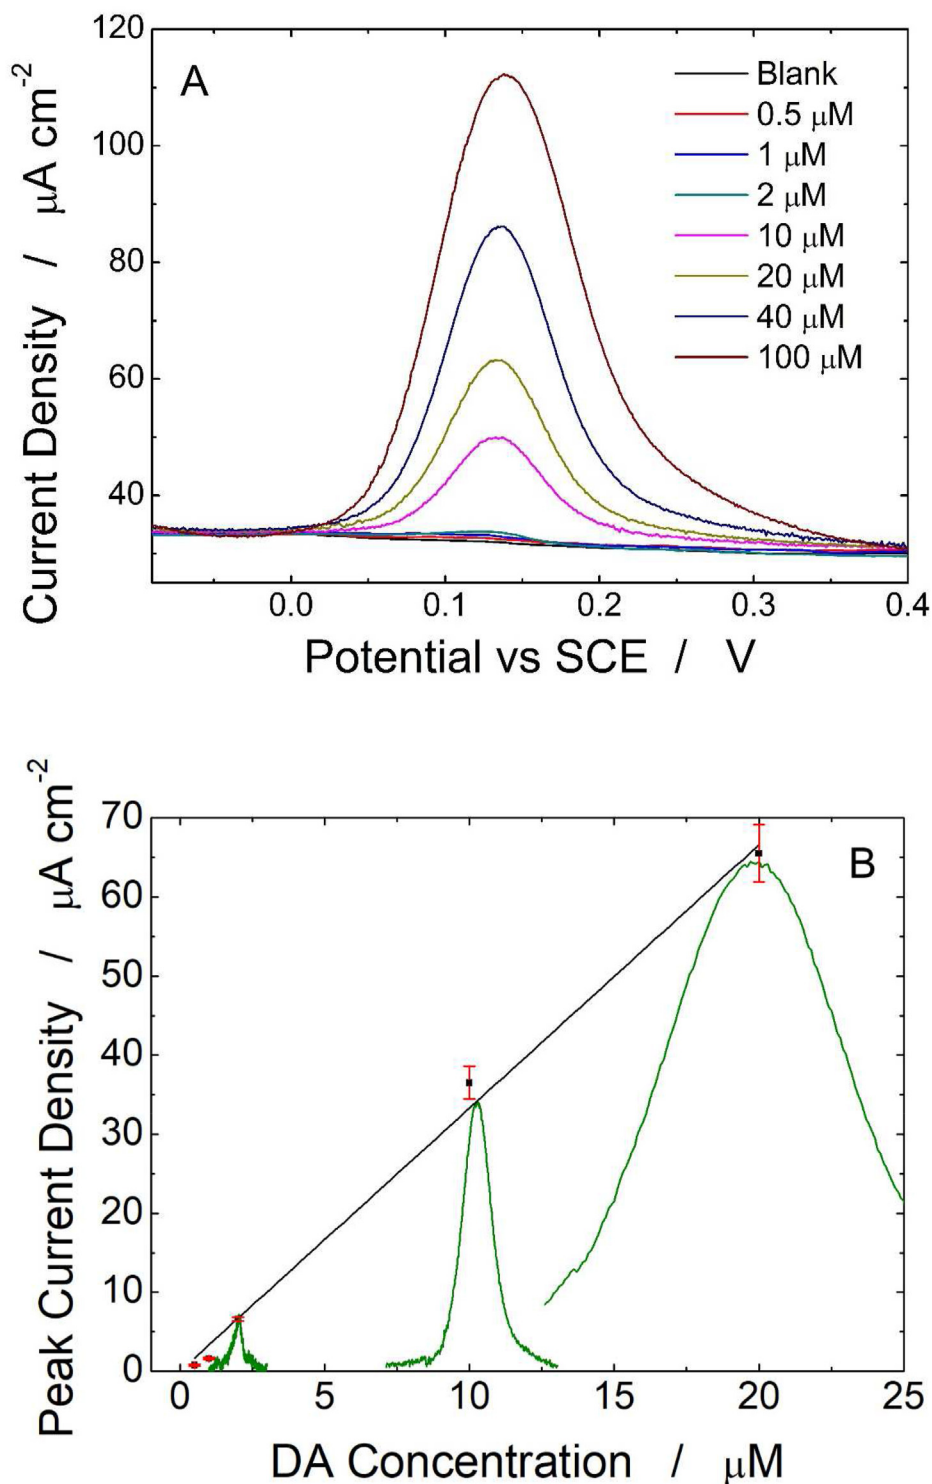 120
100
80
60
40
Current Density / μA cm-2
A
Blank
0.5 μM
1 μM
2 μM
10 μM
20 μM
40 μM
100 μM
0.0 0.1 0.2 0.3 0.4
Potential vs SCE / V
70
60
50
40
30
20
10
0
Peak Current Density / μA cm-2
B
0 5 10 15 20 25
DA Concentration / μM